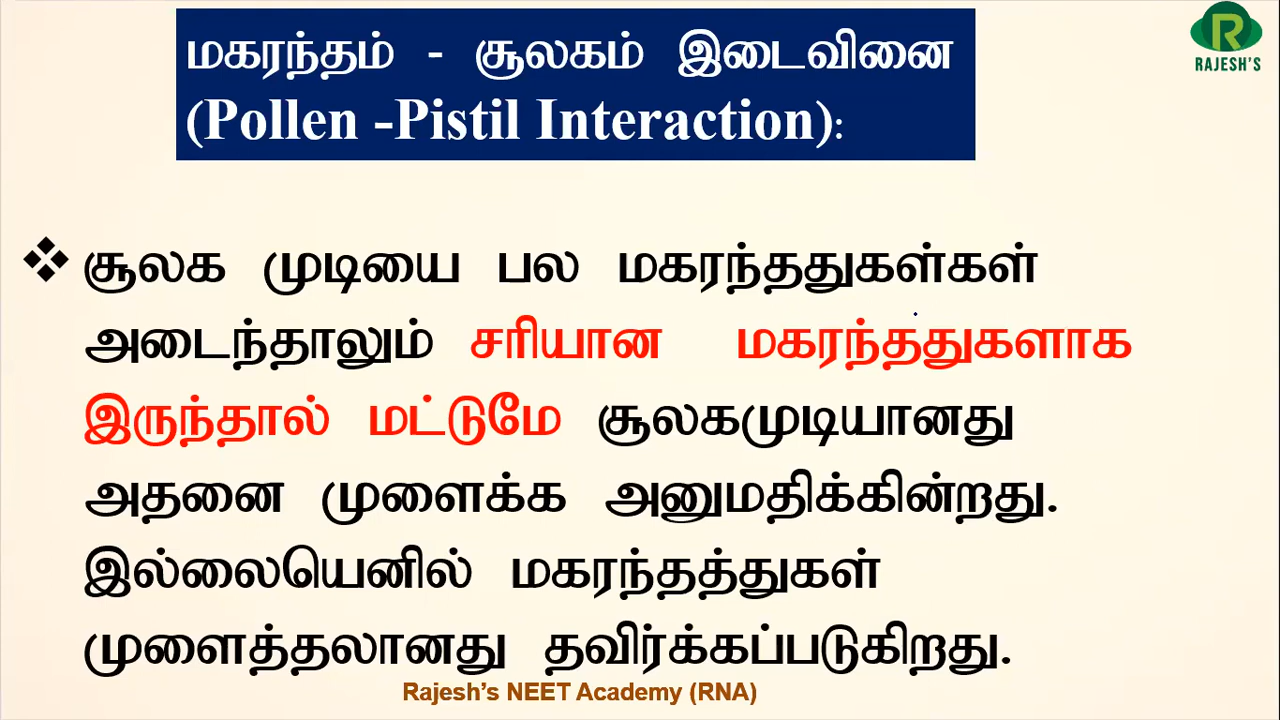 மகரந்தம் - சூலகம் இடைவினை
(Pollen -Pistil Interaction):
R
RAJESH'S
❖ சூலக முடியை பல மகரந்ததுகள்கள்
அடைந்தாலும் சரியான மகரந்ததுகளாக
இருந்தால் மட்டுமே சூலகமுடியானது
அதனை முளைக்க அனுமதிக்கின்றது.
இல்லையெனில் மகரந்தத்துகள்
முளைத்தலானது தவிர்க்கப்படுகிறது.
Rajesh's NEET Academy (RNA)